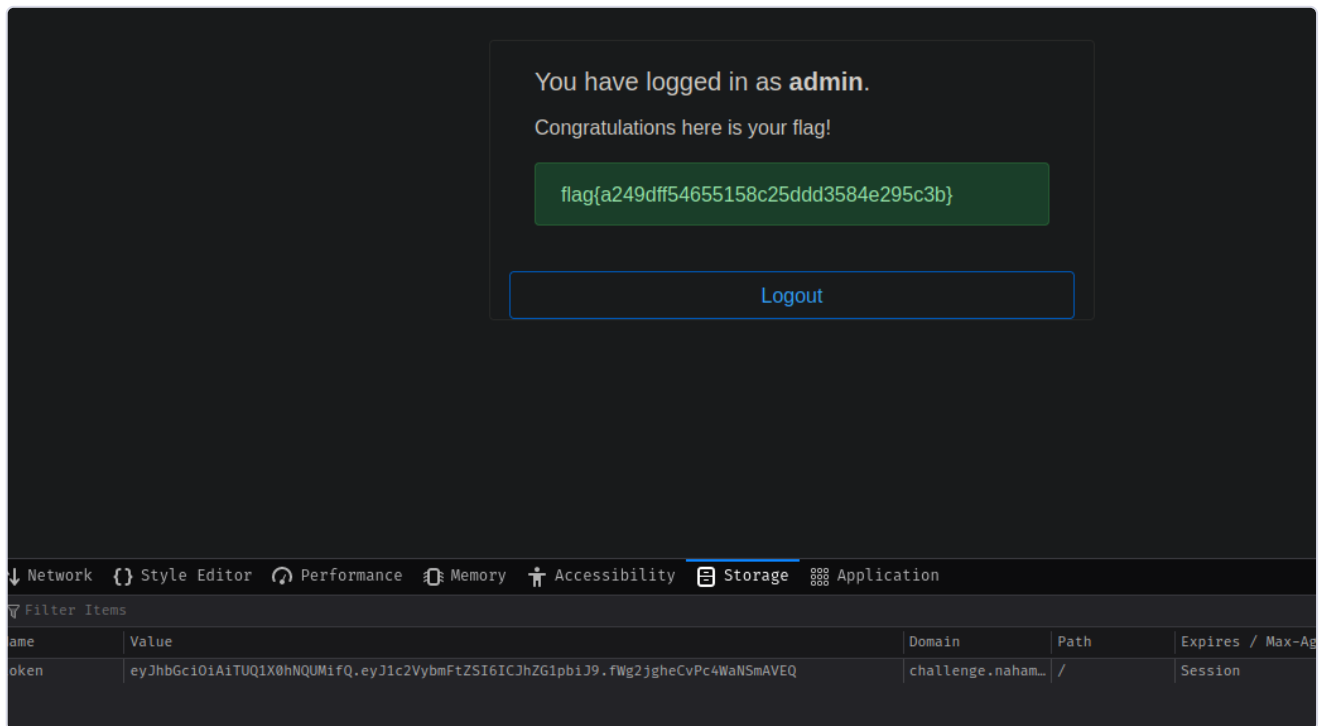 You have logged in as admin.
Congratulations here is your flag!
flag{a249dff54655158c25ddd3584e295c3b}
Logout
Network {} Style Editor Performance Memory Accessibility Storage Application
Filter Items
ame Value Domain Path Expires / Max-Ag
oken eyJhbGciOiAiTUQ1X0hNQUMifQ.eyJ1c2VybmFtZSI6ICJhZG1pbiJ9.fWg2jgheCvPc4WaNSmAVEQ challenge.naham… / Session